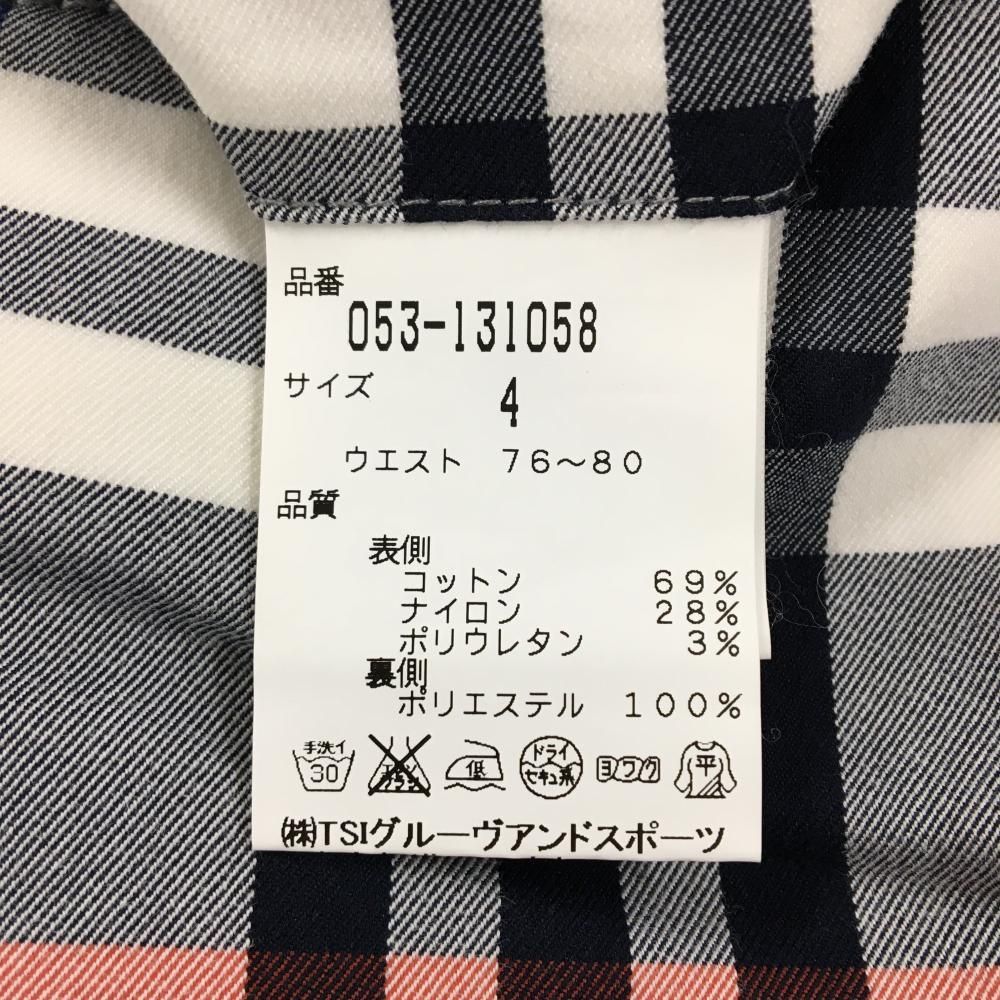 品番
053-131058
サイズ
4
ウエスト 76～80
品質
表側
コットン 69%
ナイロン 28%
ポリウレタン 3%
裏側
ポリエステル 100%
手洗イ 30
低
ドライ セキユ系
ヨワク
平
㈱TSIグルーヴアンドスポーツ